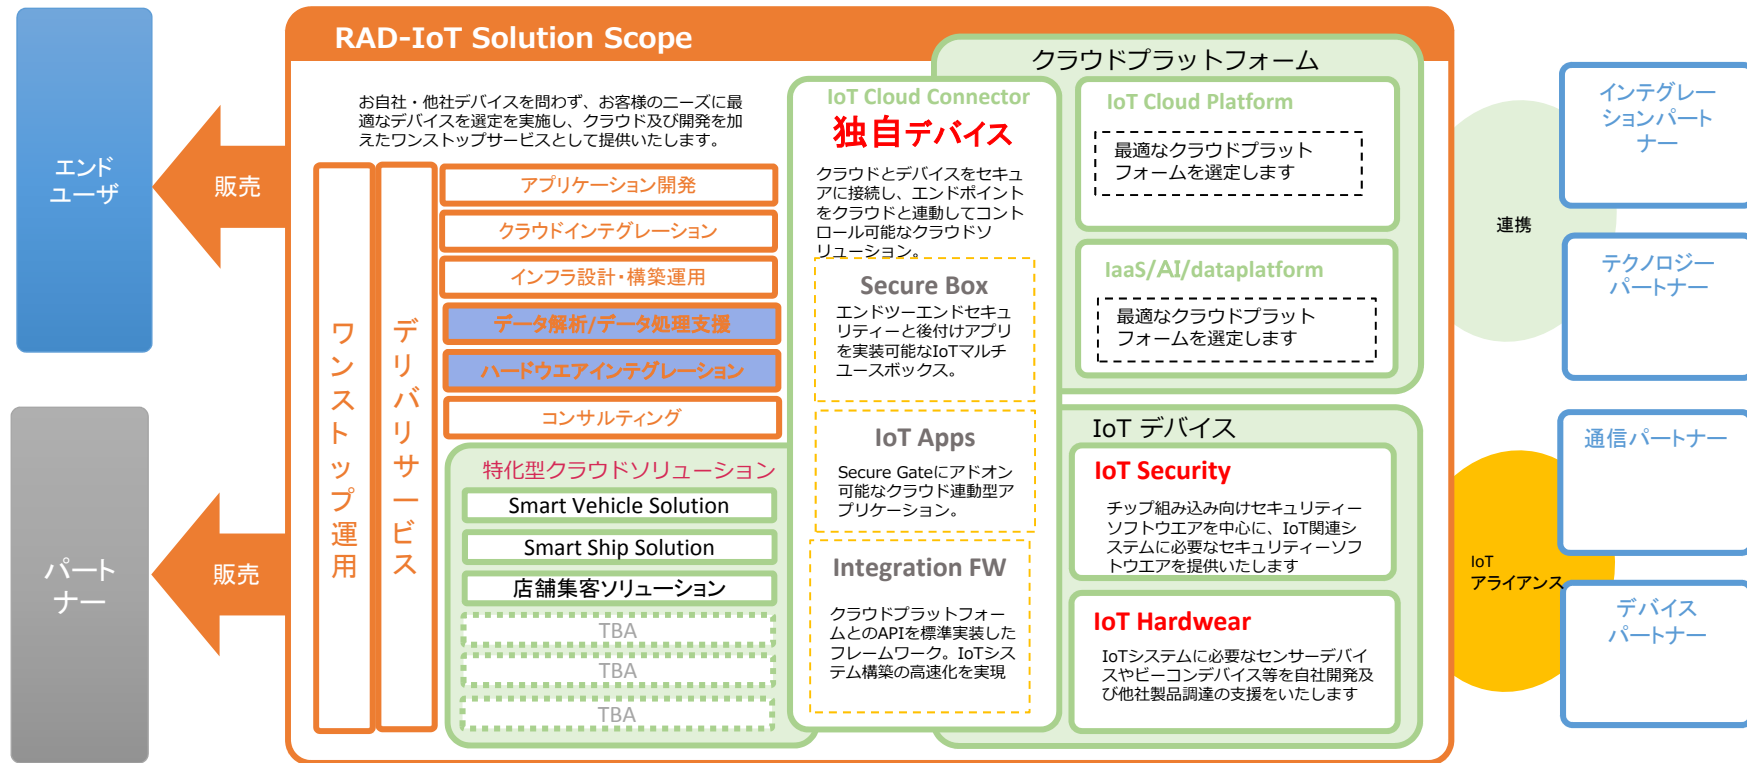 RAD-IoT Solution Scope
エンド
ユーザ
販売
パート
ナー
販売
お自社・他社デバイスを問わず、お客様のニーズに最
適なデバイスを選定を実施し、クラウド及び開発を加
えたワンストップサービスとして提供いたします。
ワンストップ運用
デリバリサービス
アプリケーション開発
クラウドインテグレーション
インフラ設計・構築運用
データ解析/データ処理支援
ハードウエアインテグレーション
コンサルティング
特化型クラウドソリューション
Smart Vehicle Solution
Smart Ship Solution
店舗集客ソリューション
TBA
TBA
TBA
IoT Cloud Connector
独自デバイス
クラウドとデバイスをセキュ
アに接続し、エンドポイント
をクラウドと連動してコント
ロール可能なクラウドソ
リューション。
Secure Box
エンドツーエンドセキュ
リティーと後付けアプリ
を実装可能なIoTマルチ
ユースボックス。
IoT Apps
Secure Gateにアドオン
可能なクラウド連動型ア
プリケーション。
Integration FW
クラウドプラットフォー
ムとのAPIを標準実装した
フレームワーク。IoTシス
テム構築の高速化を実現
クラウドプラットフォーム
IoT Cloud Platform
最適なクラウドプラット
フォームを選定します
IaaS/AI/dataplatform
最適なクラウドプラット
フォームを選定します
IoT デバイス
IoT Security
チップ組み込み向けセキュリティー
ソフトウエアを中心に、IoT関連シ
ステムに必要なセキュリティーソフ
トウエアを提供いたします
IoT Hardwear
IoTシステムに必要なセンサーデバイ
スやビーコンデバイス等を自社開発及
び他社製品調達の支援をいたします
連携
インテグレー
ションパート
ナー
テクノロジー
パートナー
IoT
アライアンス
通信パートナー
デバイス
パートナー